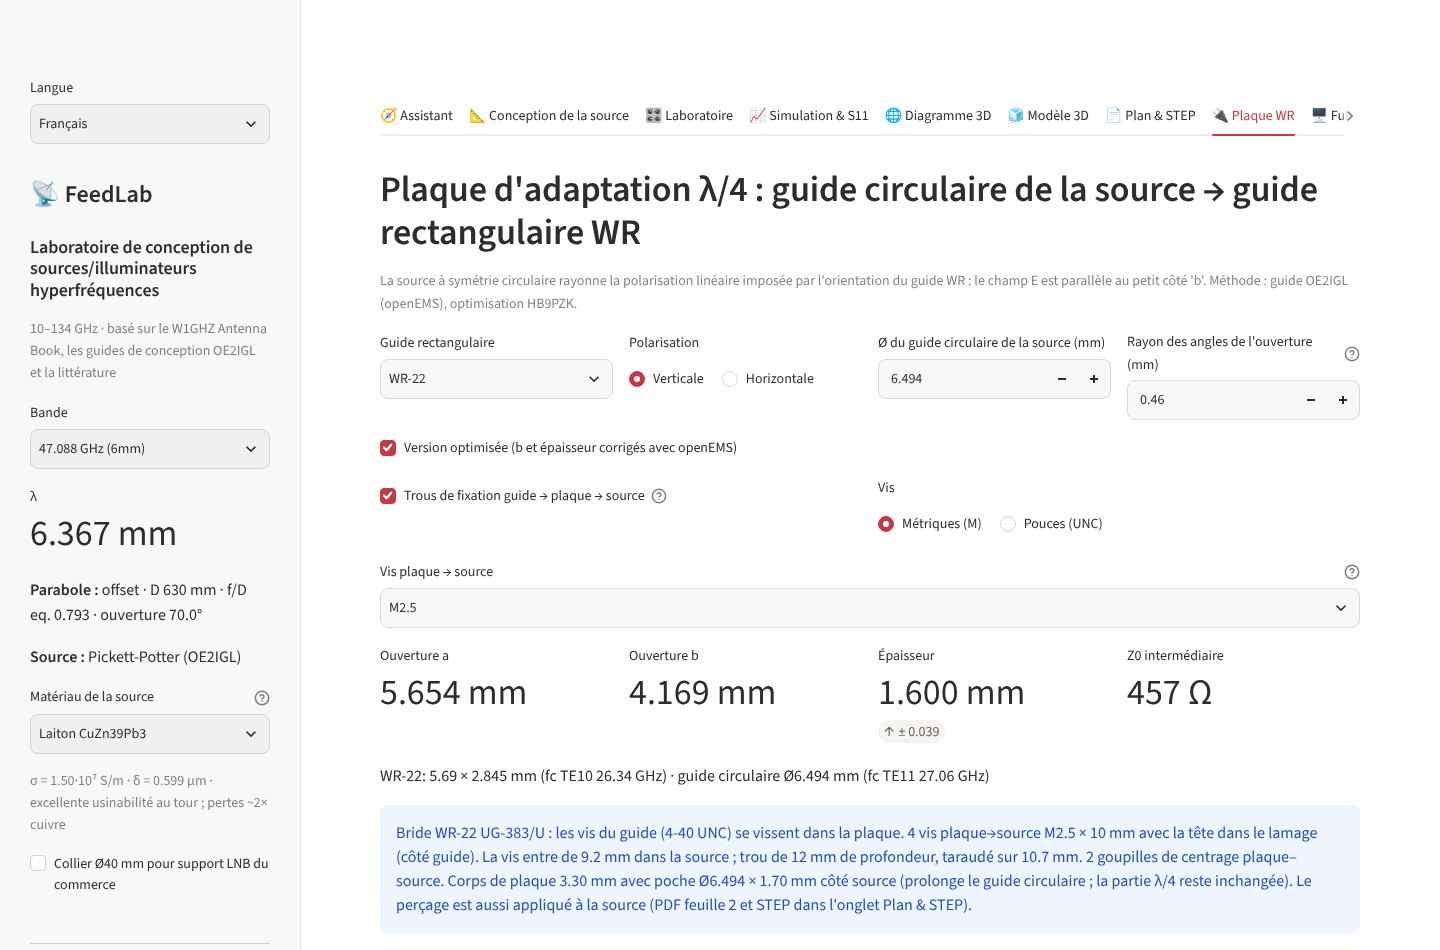 Langue
Français
📡 FeedLab
Laboratoire de conception de
sources/illuminateurs
hyperfréquences
10–134 GHz · basé sur le W1GHZ Antenna
Book, les guides de conception OE2IGL
et la littérature
Bande
47.088 GHz (6mm)
λ
6.367 mm
Parabole : offset · D 630 mm · f/D
eq. 0.793 · ouverture 70.0°
Source : Pickett-Potter (OE2IGL)
Matériau de la source
Laiton CuZn39Pb3
σ = 1.50·10⁷ S/m · δ = 0.599 µm ·
excellente usinabilité au tour ; pertes ~2×
cuivre
Collier Ø40 mm pour support LNB du
commerce
🧭 Assistant 📐 Conception de la source 🎛️ Laboratoire 📈 Simulation & S11 🌐 Diagramme 3D 🧊 Modèle 3D 📄 Plan & STEP 🔌 Plaque WR 🖥️ Fu
Plaque d'adaptation λ/4 : guide circulaire de la source → guide
rectangulaire WR
La source à symétrie circulaire rayonne la polarisation linéaire imposée par l'orientation du guide WR : le champ E est parallèle au petit côté 'b'. Méthode : guide OE2IGL
(openEMS), optimisation HB9PZK.
Guide rectangulaire
WR-22
Polarisation
Verticale Horizontale
Ø du guide circulaire de la source (mm)
6.494
Rayon des angles de l'ouverture
(mm)
0.46
Version optimisée (b et épaisseur corrigés avec openEMS)
Trous de fixation guide → plaque → source
Vis
Métriques (M) Pouces (UNC)
Vis plaque → source
M2.5
Ouverture a
5.654 mm
Ouverture b
4.169 mm
Épaisseur
1.600 mm
↑ ± 0.039
Z0 intermédiaire
457 Ω
WR-22: 5.69 × 2.845 mm (fc TE10 26.34 GHz) · guide circulaire Ø6.494 mm (fc TE11 27.06 GHz)
Bride WR-22 UG-383/U : les vis du guide (4-40 UNC) se vissent dans la plaque. 4 vis plaque→source M2.5 × 10 mm avec la tête dans le lamage
(côté guide). La vis entre de 9.2 mm dans la source ; trou de 12 mm de profondeur, taraudé sur 10.7 mm. 2 goupilles de centrage plaque–
source. Corps de plaque 3.30 mm avec poche Ø6.494 × 1.70 mm côté source (prolonge le guide circulaire ; la partie λ/4 reste inchangée). Le
perçage est aussi appliqué à la source (PDF feuille 2 et STEP dans l'onglet Plan & STEP).